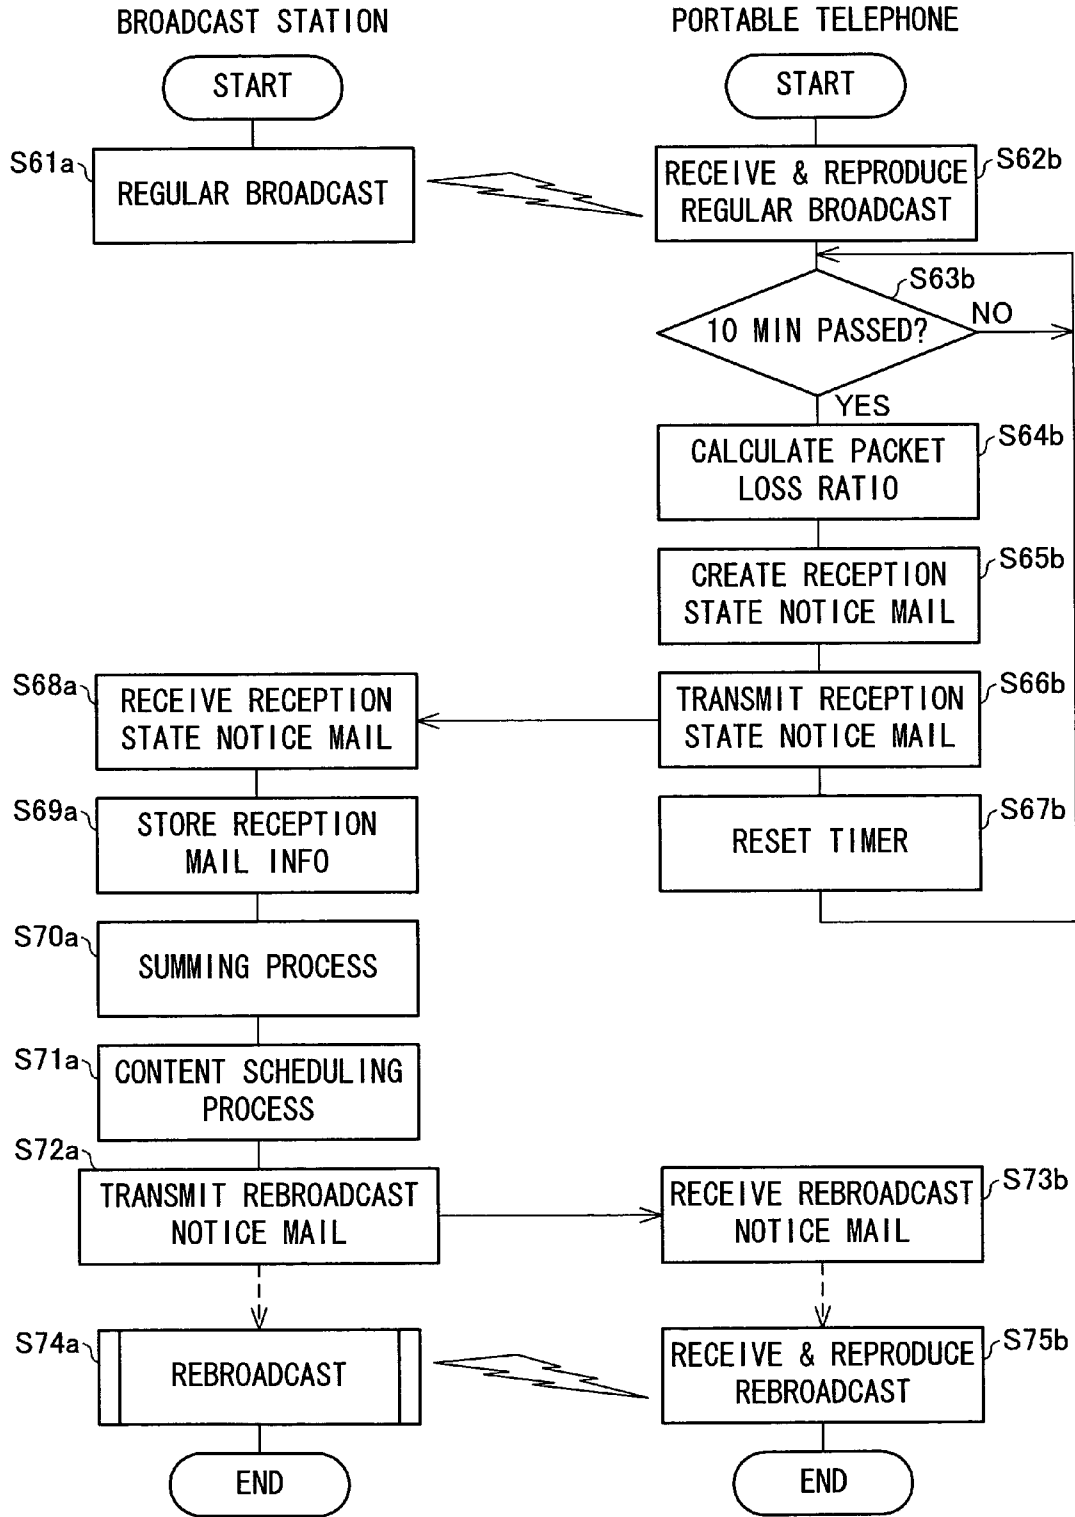 BROADCAST STATION
PORTABLE TELEPHONE
START
START
S61a
REGULAR BROADCAST
RECEIVE & REPRODUCE
REGULAR BROADCAST
S62b
S63b
10 MIN PASSED?
NO
YES
CALCULATE PACKET
LOSS RATIO
S64b
CREATE RECEPTION
STATE NOTICE MAIL
S65b
S68a
RECEIVE RECEPTION
STATE NOTICE MAIL
TRANSMIT RECEPTION
STATE NOTICE MAIL
S66b
S69a
STORE RECEPTION
MAIL INFO
RESET TIMER
S67b
S70a
SUMMING PROCESS
S71a
CONTENT SCHEDULING
PROCESS
S72a
TRANSMIT REBROADCAST
NOTICE MAIL
RECEIVE REBROADCAST
NOTICE MAIL
S73b
S74a
REBROADCAST
RECEIVE & REPRODUCE
REBROADCAST
S75b
END
END